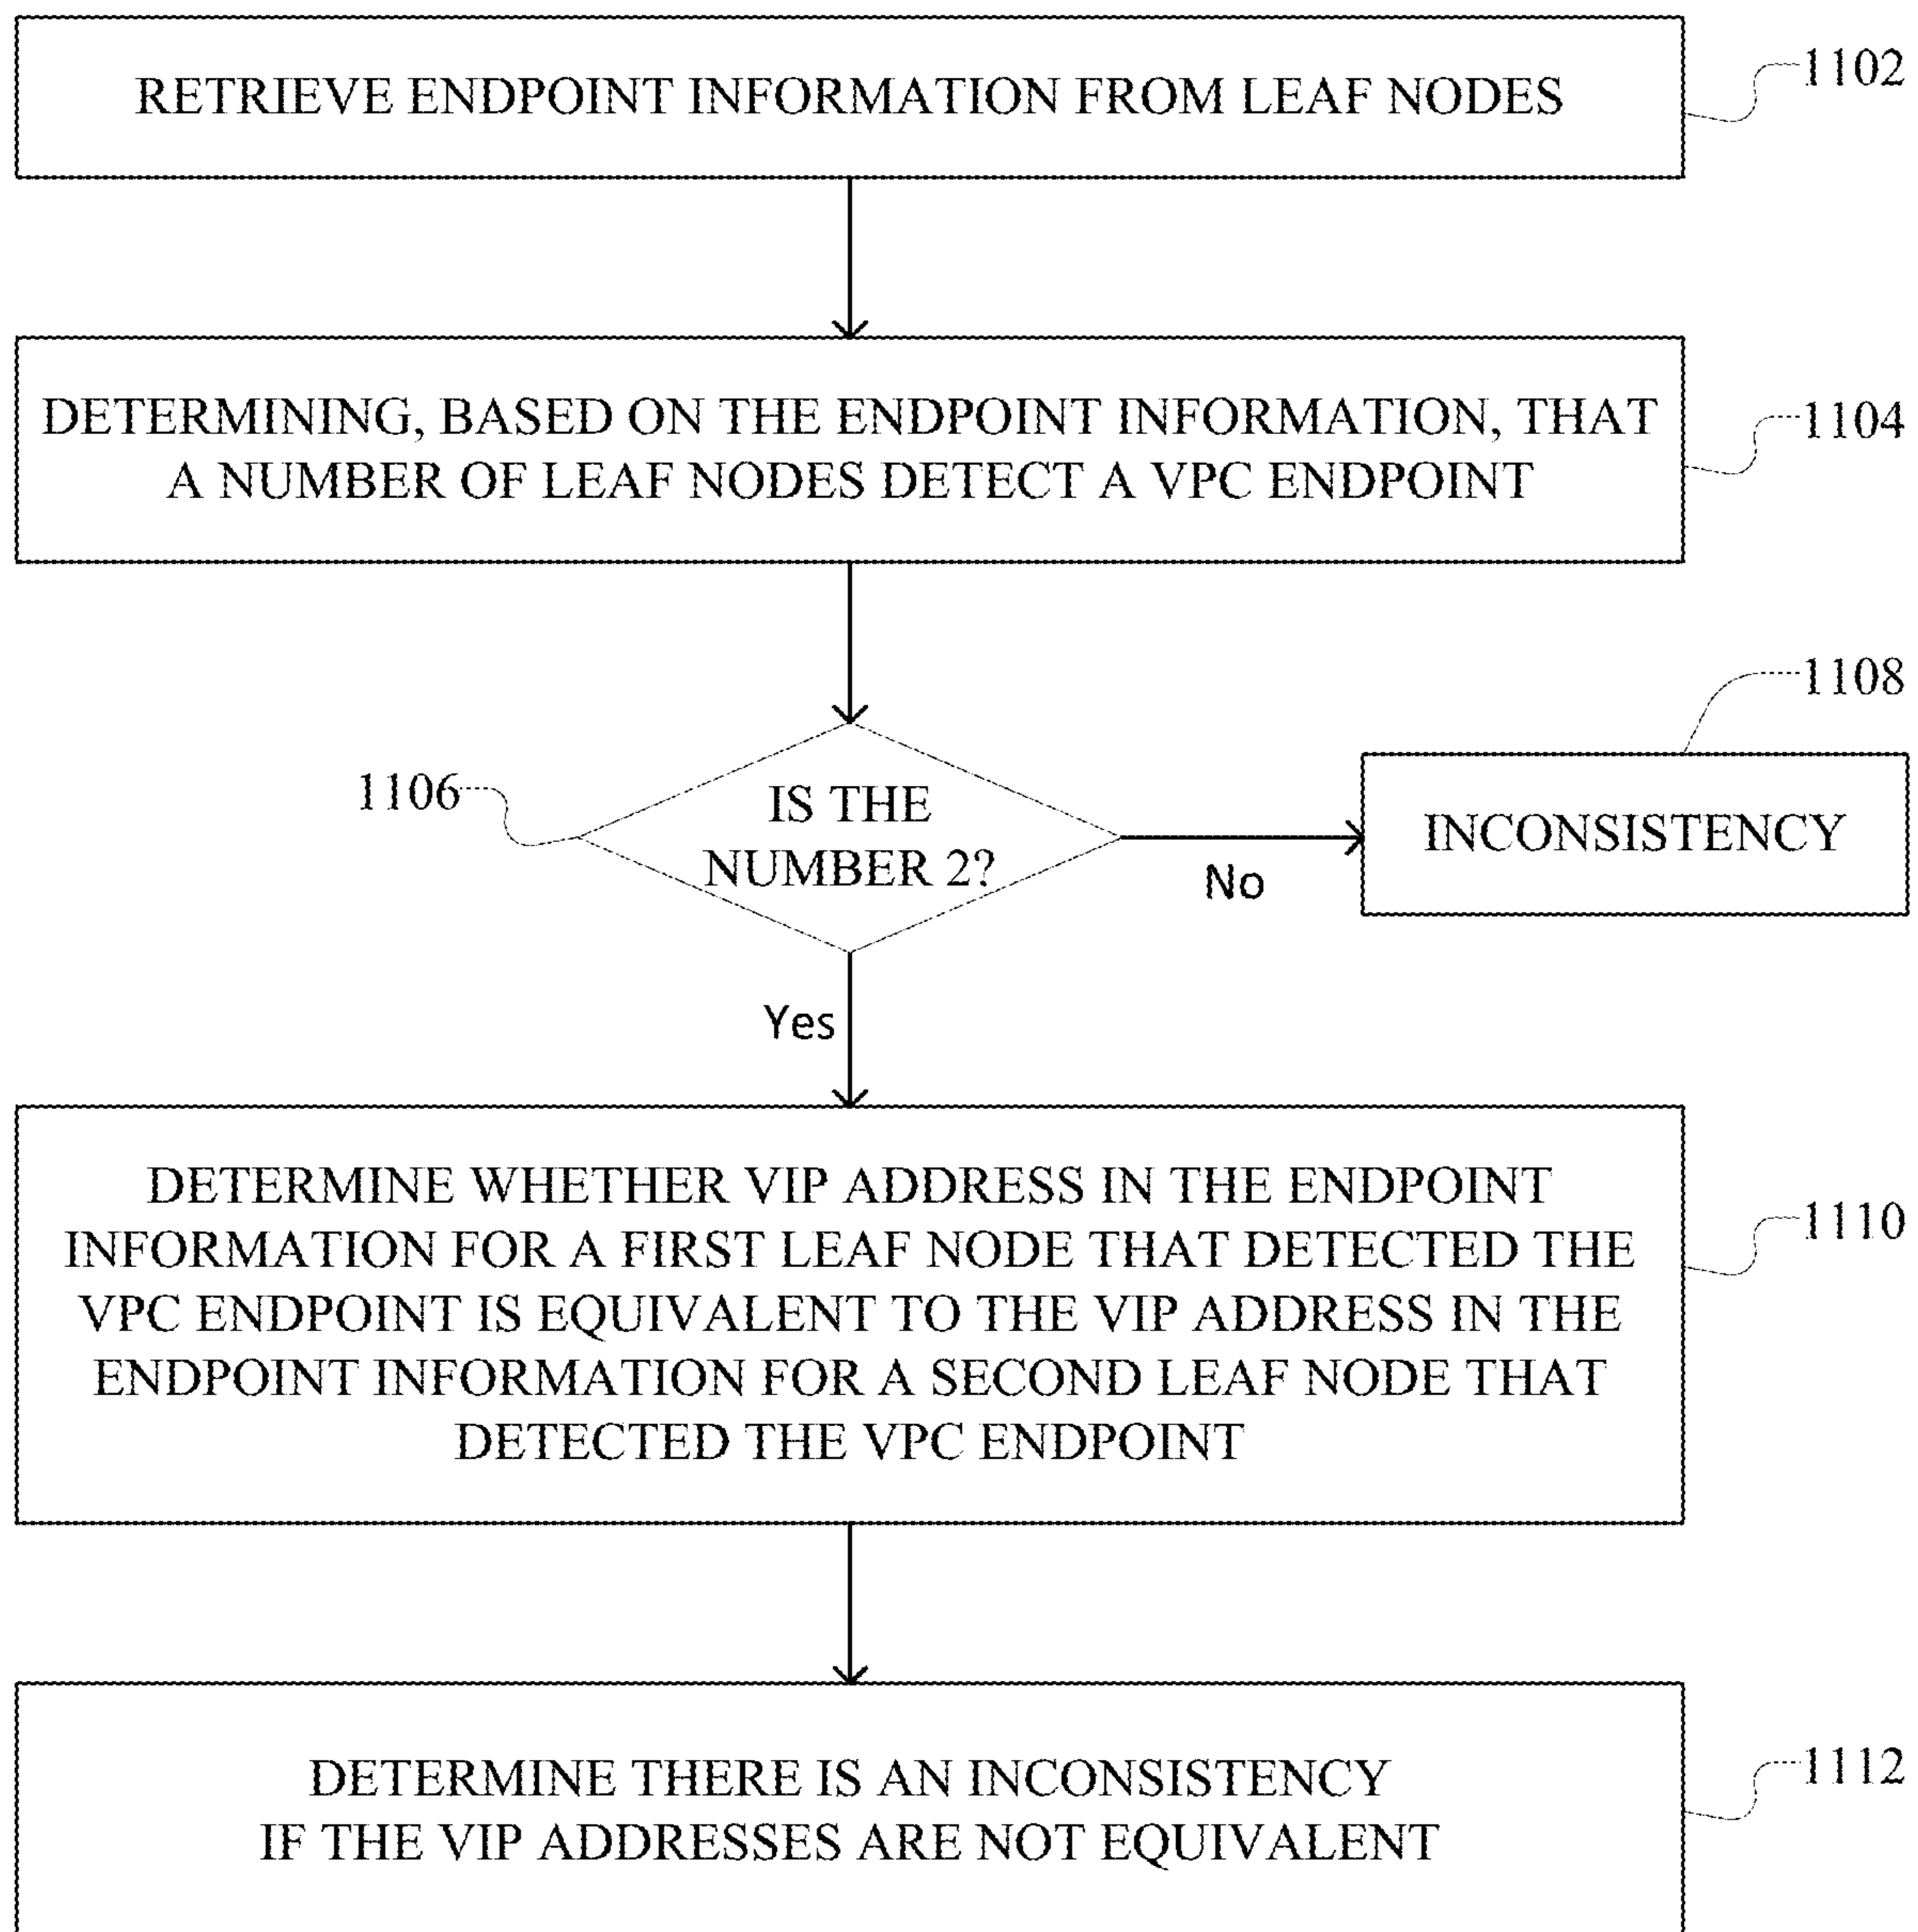 RETRIEVE ENDPOINT INFORMATION FROM LEAF NODES
1102
DETERMINING, BASED ON THE ENDPOINT INFORMATION, THAT
A NUMBER OF LEAF NODES DETECT A VPC ENDPOINT
1104
1106
IS THE
NUMBER 2?
No
1108
INCONSISTENCY
Yes
DETERMINE WHETHER VIP ADDRESS IN THE ENDPOINT
INFORMATION FOR A FIRST LEAF NODE THAT DETECTED THE
VPC ENDPOINT IS EQUIVALENT TO THE VIP ADDRESS IN THE
ENDPOINT INFORMATION FOR A SECOND LEAF NODE THAT
DETECTED THE VPC ENDPOINT
1110
DETERMINE THERE IS AN INCONSISTENCY
IF THE VIP ADDRESSES ARE NOT EQUIVALENT
1112